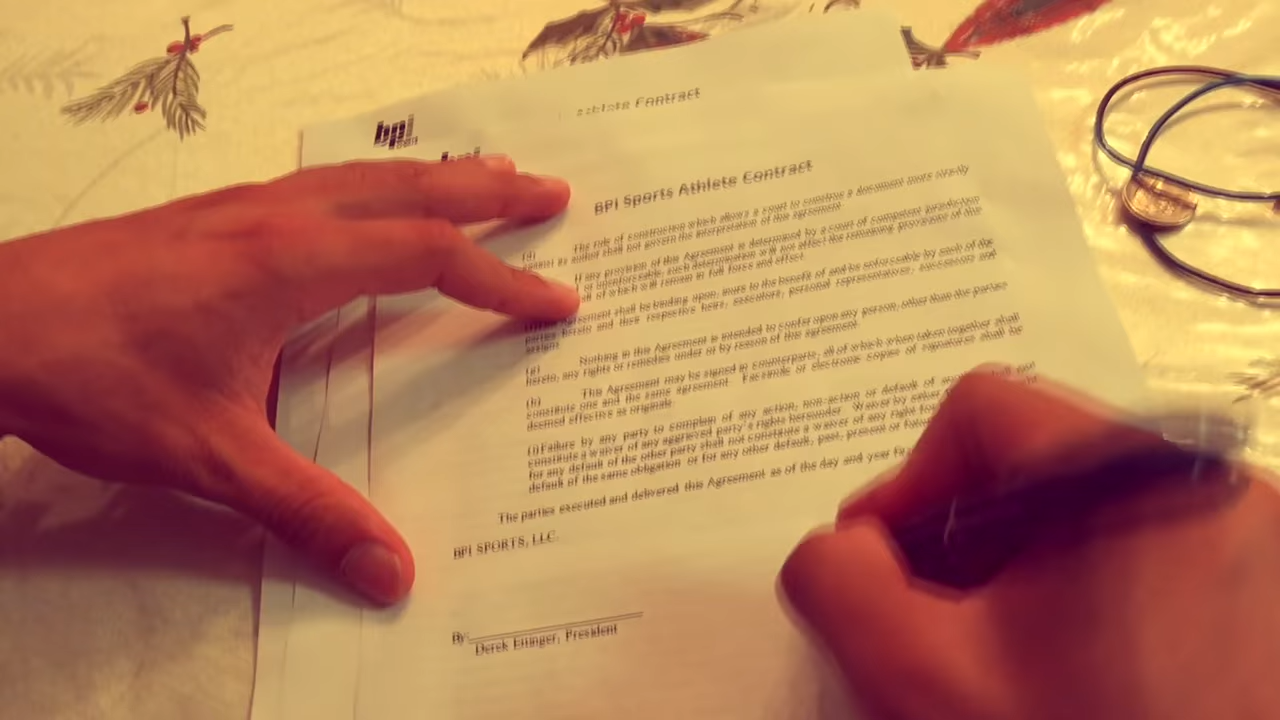 Athlete Contract
bpi
bpi
BPI Sports Athlete Contract
The rule of construction which allows a court to construe a document more strictly
against its author shall not govern the interpretation of this agreement.
If any provision of this Agreement is determined by a court of competent jurisdiction
or unenforceable, such determination will not affect the remaining provisions of this
all of which will remain in full force and effect.
Agreement shall be binding upon, inure to the benefit of and be enforceable by each of the
parties hereto and their respective heirs, executors, personal representatives, successors and
assigns.
(g) Nothing in this Agreement is intended to confer upon any person, other than the parties
hereto, any rights or remedies under or by reason of this agreement.
(h) This Agreement may be signed in counterparts, all of which when taken together shall
constitute one and the same agreement. Facsimile or electronic copies of signatures shall be
deemed effective as originals.
(i) Failure by any party to complain of any action, non-action or default of
constitute a waiver of any aggrieved party's rights hereunder. Waiver by
for any default of the other party shall not constitute a waiver of any right for
default of the same obligation or for any other default, past, present or future
The parties executed and delivered this Agreement as of the day and year
BPI SPORTS, LLC.
By:
Derek Ettinger, President